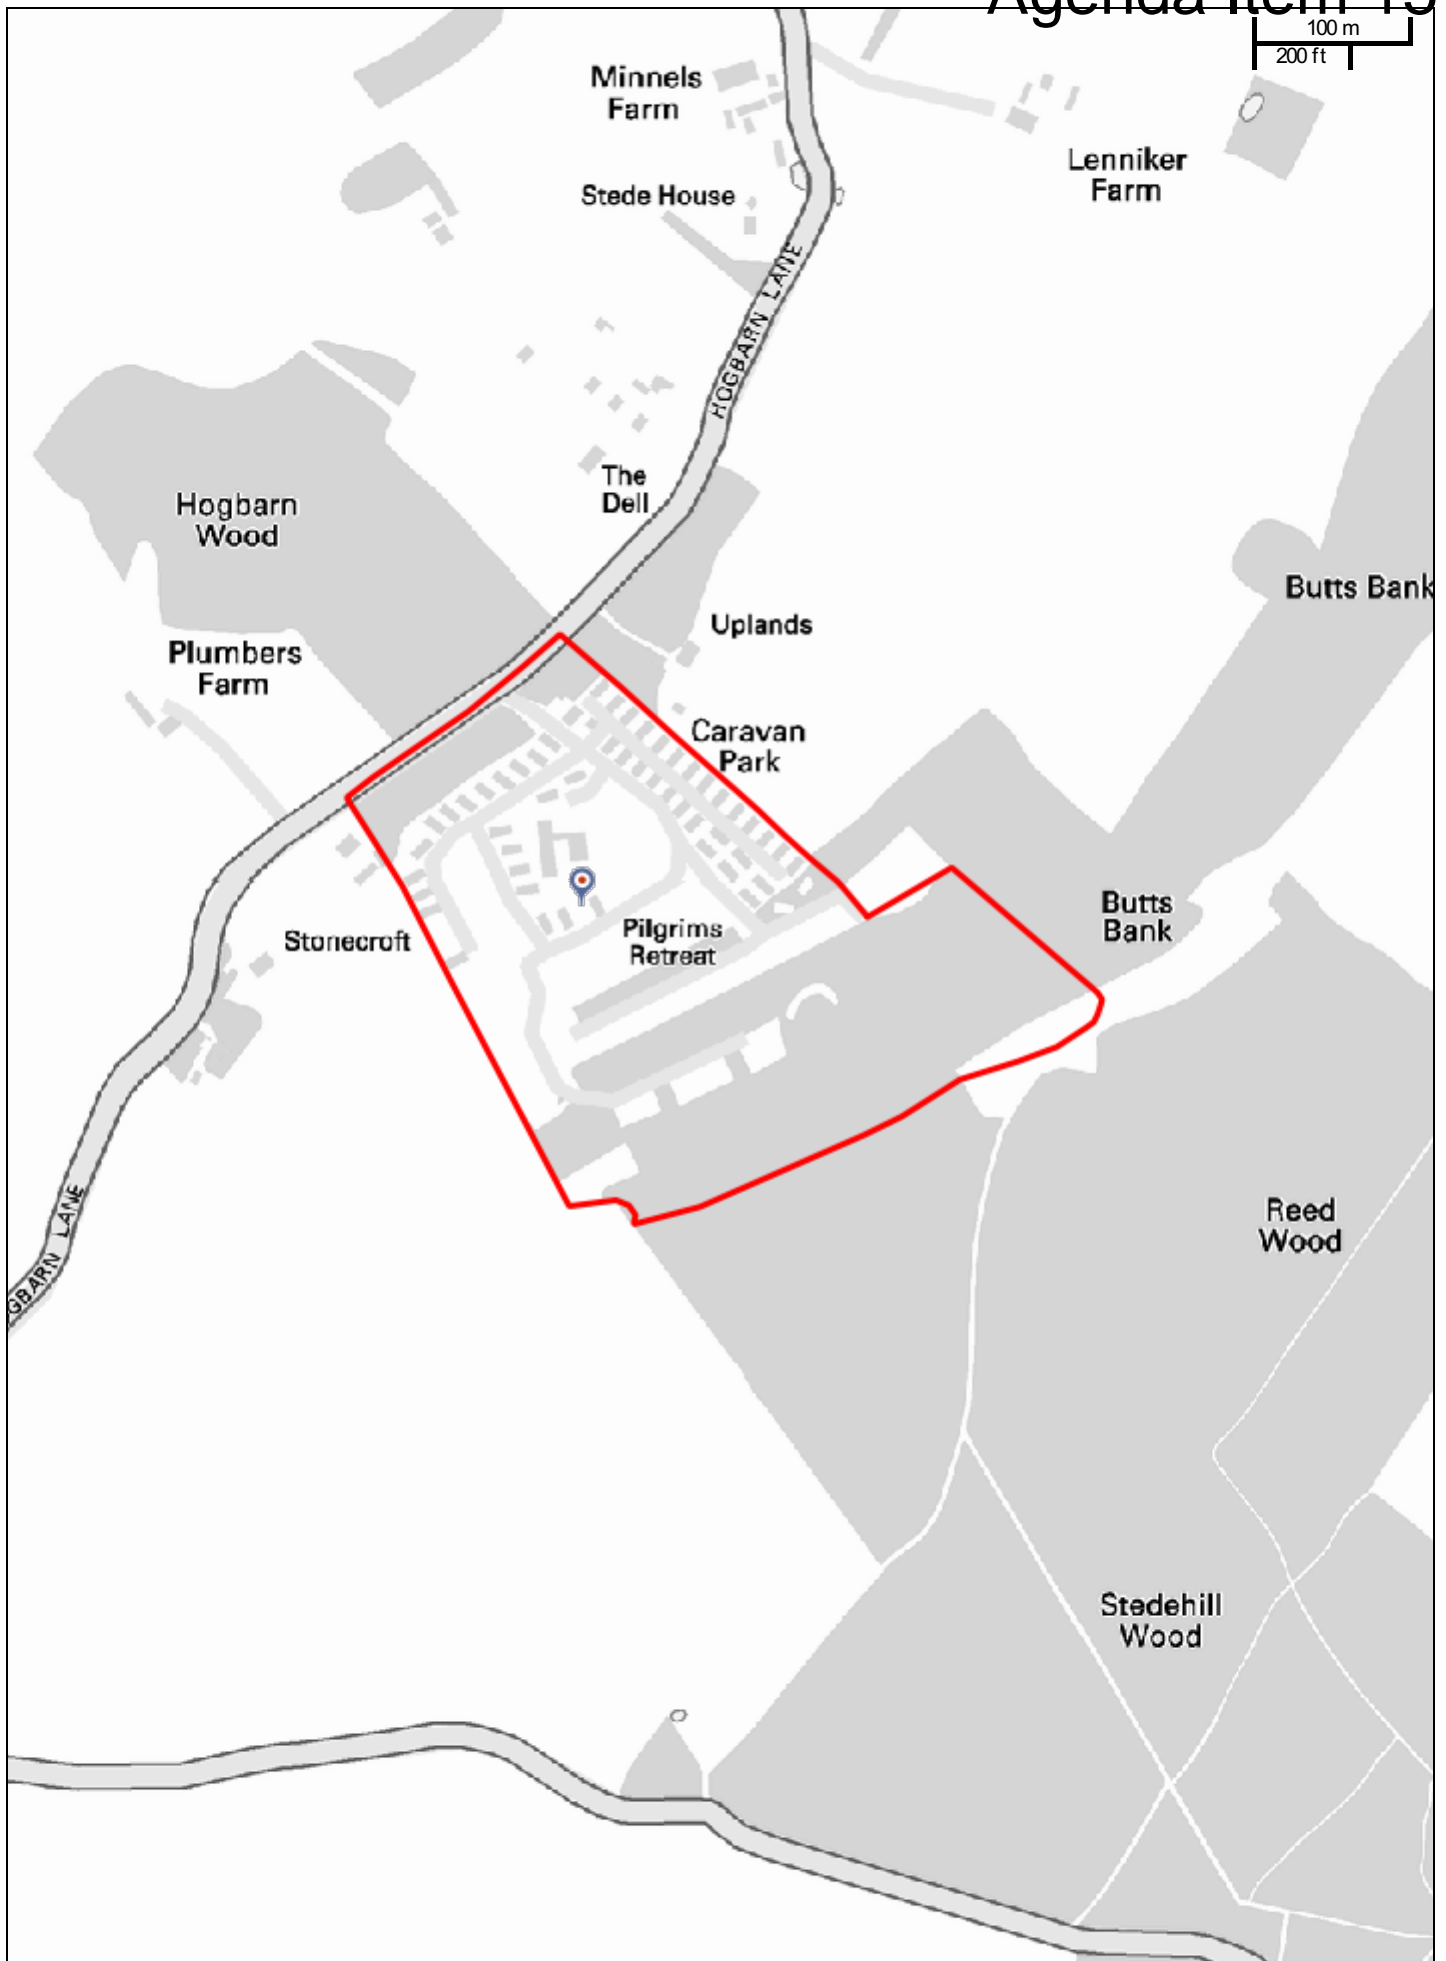 Agenda Item 15
100 m
200 ft
Minnels
Farm
Lenniker
Farm
Stede House
HOGBARN LANE
The
Dell
Hogbarn
Wood
Butts Bank
Uplands
Plumbers
Farm
Caravan
Park
Butts
Bank
Pilgrims
Retreat
Stonecroft
GBARN LANE
Reed
Wood
Stedehill
Wood